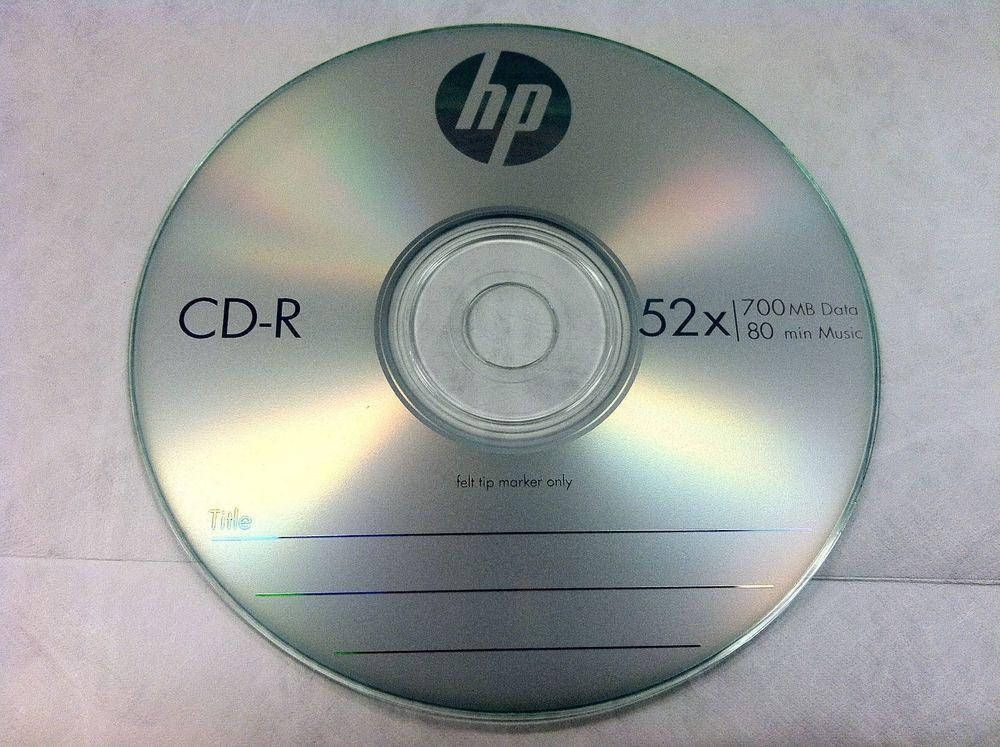 hp
CD-R
52x
700 MB Data
80 min Music
felt tip marker only
Title